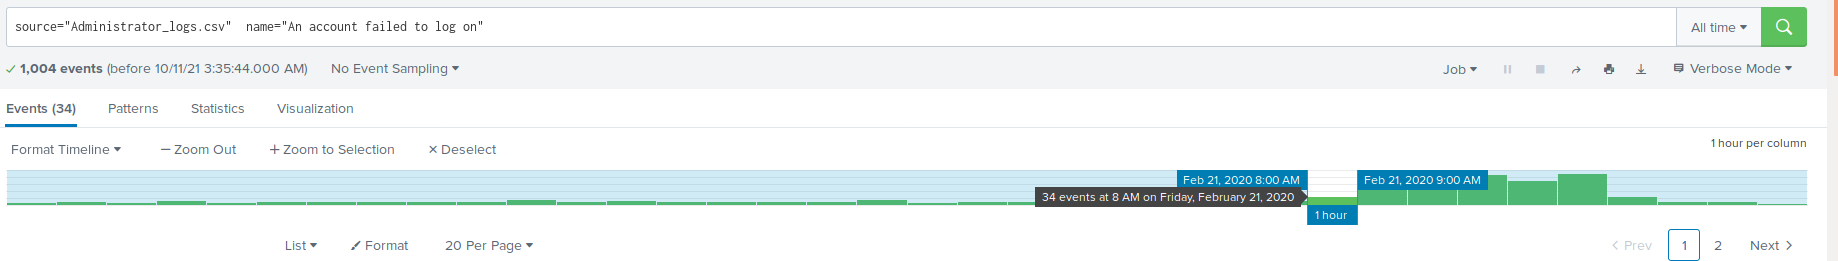 source="Administrator_logs.csv"  name="An account failed to log on"
All time
1,004 events (before 10/11/21 3:35:44.000 AM)
No Event Sampling
Job
Verbose Mode
Events (34)
Patterns
Statistics
Visualization
Format Timeline
— Zoom Out
+ Zoom to Selection
× Deselect
1 hour per column
Feb 21, 2020 8:00 AM
Feb 21, 2020 9:00 AM
34 events at 8 AM on Friday, February 21, 2020
1 hour
List
Format
20 Per Page
< Prev
1
2
Next >